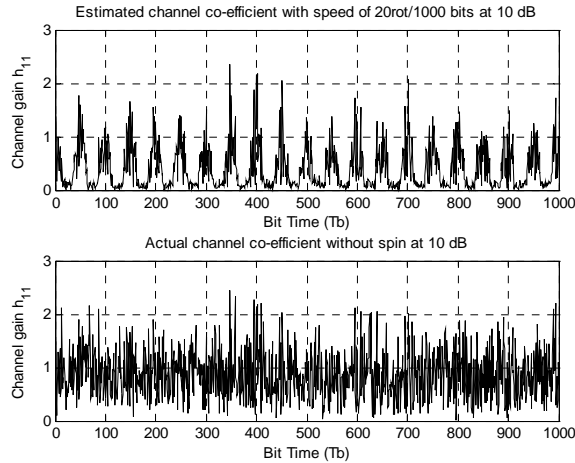 Estimated channel co-efficient with speed of 20rot/1000 bits at 10 dB
3
2
1
0
Channel gain h11
0 100 200 300 400 500 600 700 800 900 1000
Bit Time (Tb)
Actual channel co-efficient without spin at 10 dB
3
2
1
0
Channel gain h11
0 100 200 300 400 500 600 700 800 900 1000
Bit Time (Tb)